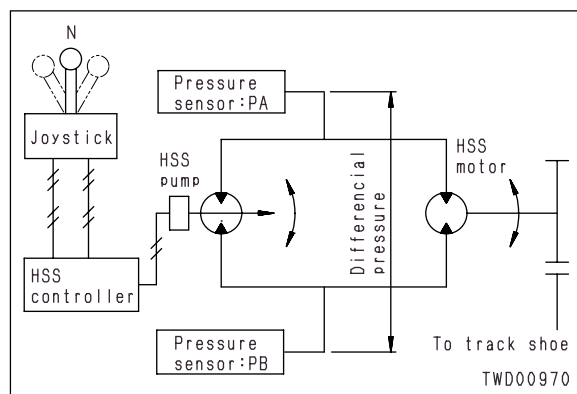 N
Joystick
HSS
controller
Pressure
sensor:PA
HSS
pump
Differencial
pressure
HSS
motor
Pressure
sensor:PB
To track shoe
TWD00970